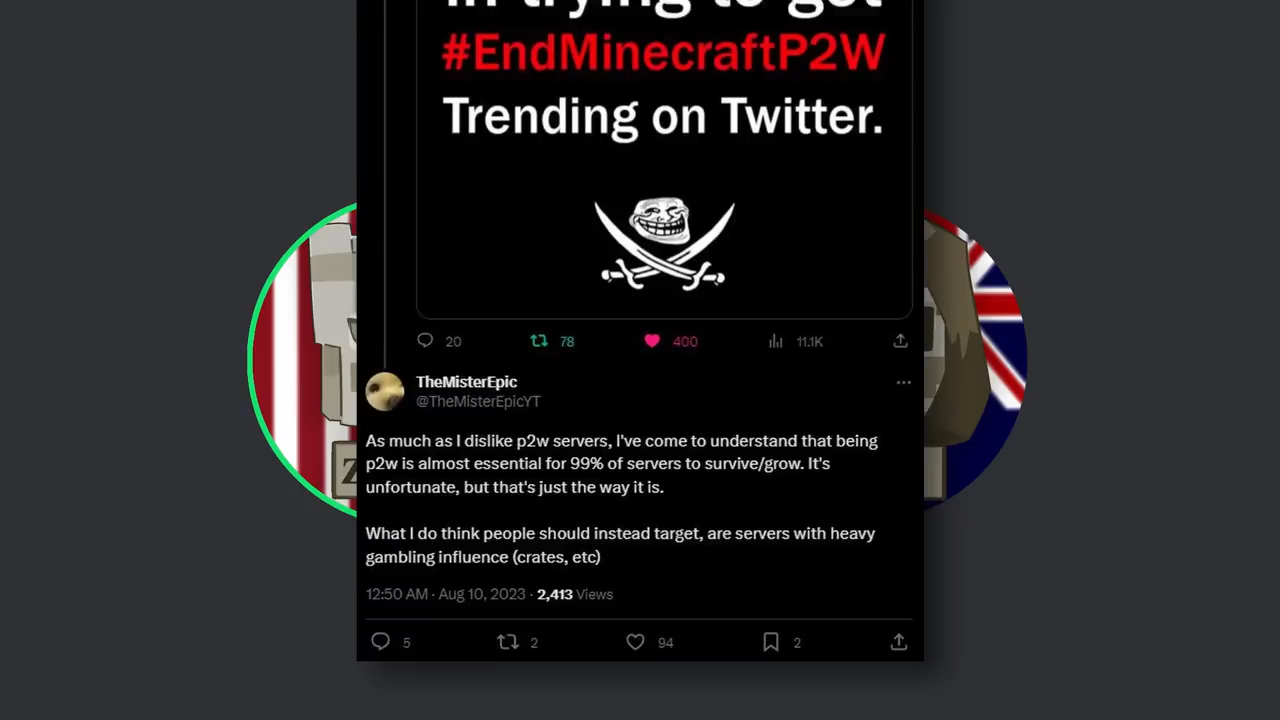 in trying to get
#EndMinecraftP2W
Trending on Twitter.
20 78 400 11.1K
TheMisterEpic
@TheMisterEpicYT
As much as I dislike p2w servers, I've come to understand that being
p2w is almost essential for 99% of servers to survive/grow. It's
unfortunate, but that's just the way it is.
What I do think people should instead target, are servers with heavy
gambling influence (crates, etc)
12:50 AM · Aug 10, 2023 · 2,413 Views
5 2 94 2
Z